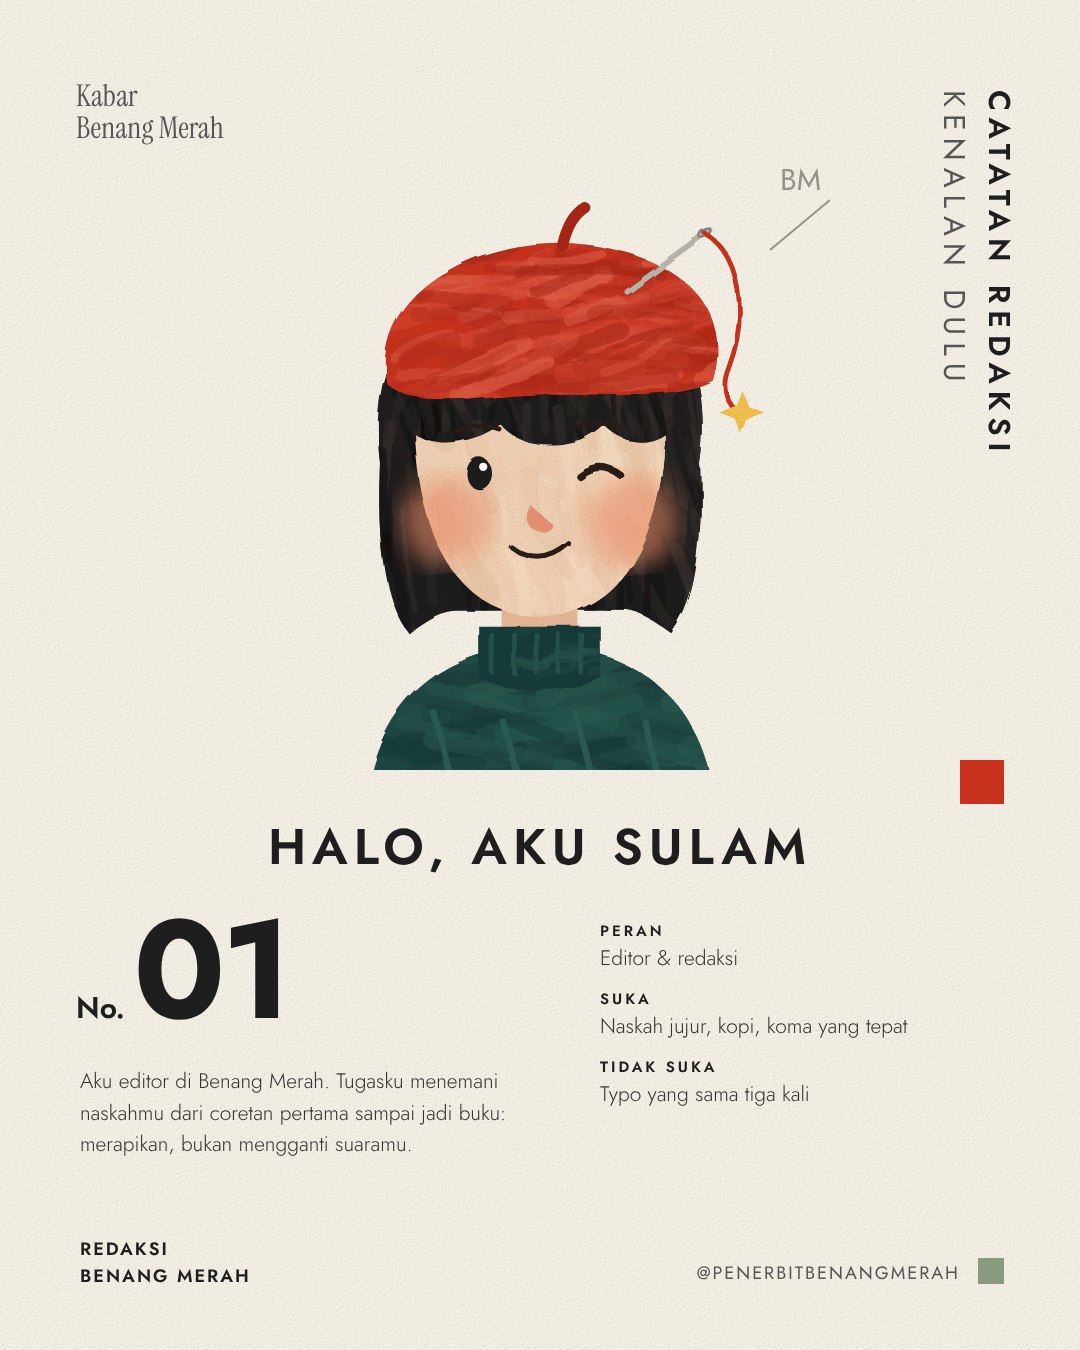 Kabar
Benang Merah
CATATAN REDAKSI
KENALAN DULU
BM
HALO, AKU SULAM
No. 01
Aku editor di Benang Merah. Tugasku menemani
naskahmu dari coretan pertama sampai jadi buku:
merapikan, bukan mengganti suaramu.
PERAN
Editor & redaksi
SUKA
Naskah jujur, kopi, koma yang tepat
TIDAK SUKA
Typo yang sama tiga kali
REDAKSI
BENANG MERAH
@PENERBITBENANGMERAH